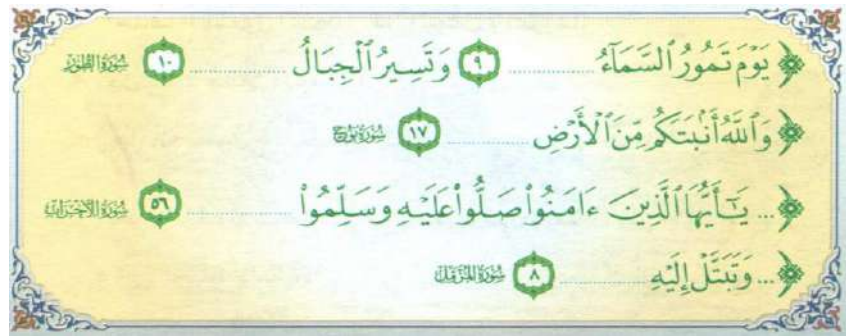 يَوْمَ تَمُورُ ٱلسَّمَآءُ ............ ٩ وَتَسِيرُ ٱلْجِبَالُ ............ ١٠ سُورَةُ الطُّورِ
وَٱللَّهُ أَنۢبَتَكُم مِّنَ ٱلْأَرْضِ ............ ١٧ سُورَةُ نُوحٍ
... يَـٰٓأَيُّهَا ٱلَّذِينَ ءَامَنُوا۟ صَلُّوا۟ عَلَيْهِ وَسَلِّمُوا۟ ............ ٥٦ سُورَةُ الأَحْزَابِ
... وَتَبَتَّلْ إِلَيْهِ ............ ٨ سُورَةُ المُزَّمِّلِ